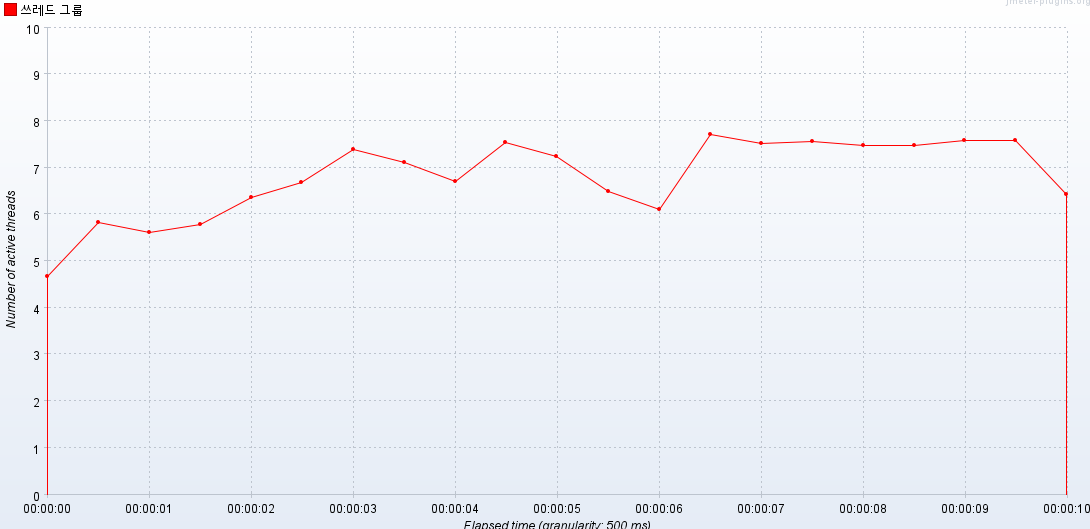 쓰레드 그룹
jmeter-plugins.org
10
9
8
7
6
5
4
3
2
1
0
Number of active threads
00:00:00 00:00:01 00:00:02 00:00:03 00:00:04 00:00:05 00:00:06 00:00:07 00:00:08 00:00:09 00:00:10
Elapsed time (granularity: 500 ms)